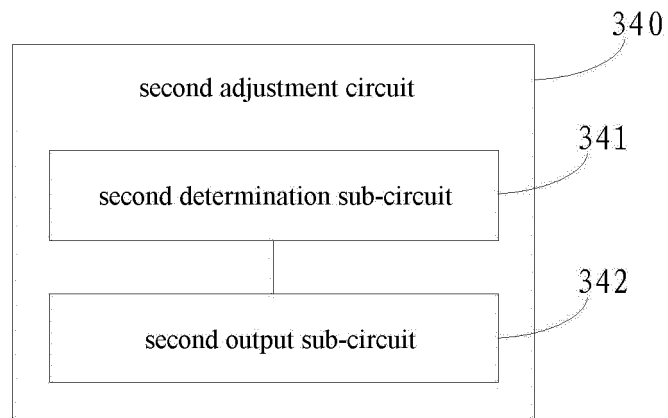 340
second adjustment circuit
341
second determination sub-circuit
342
second output sub-circuit